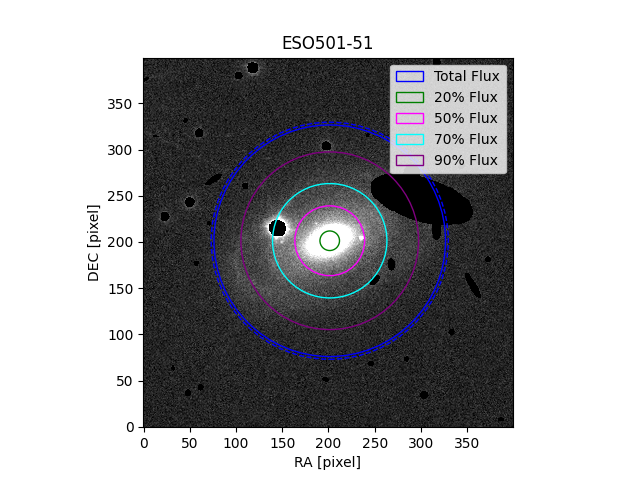 ESO501-51
Total Flux
20% Flux
50% Flux
70% Flux
90% Flux
350
300
250
200
150
100
50
0
DEC [pixel]
0 50 100 150 200 250 300 350
RA [pixel]